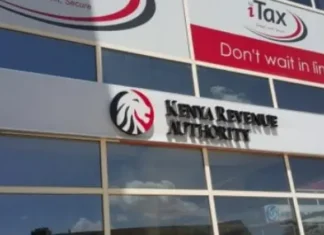 iTax
Don't wait in lin
KENYA REVENUE
AUTHORITY